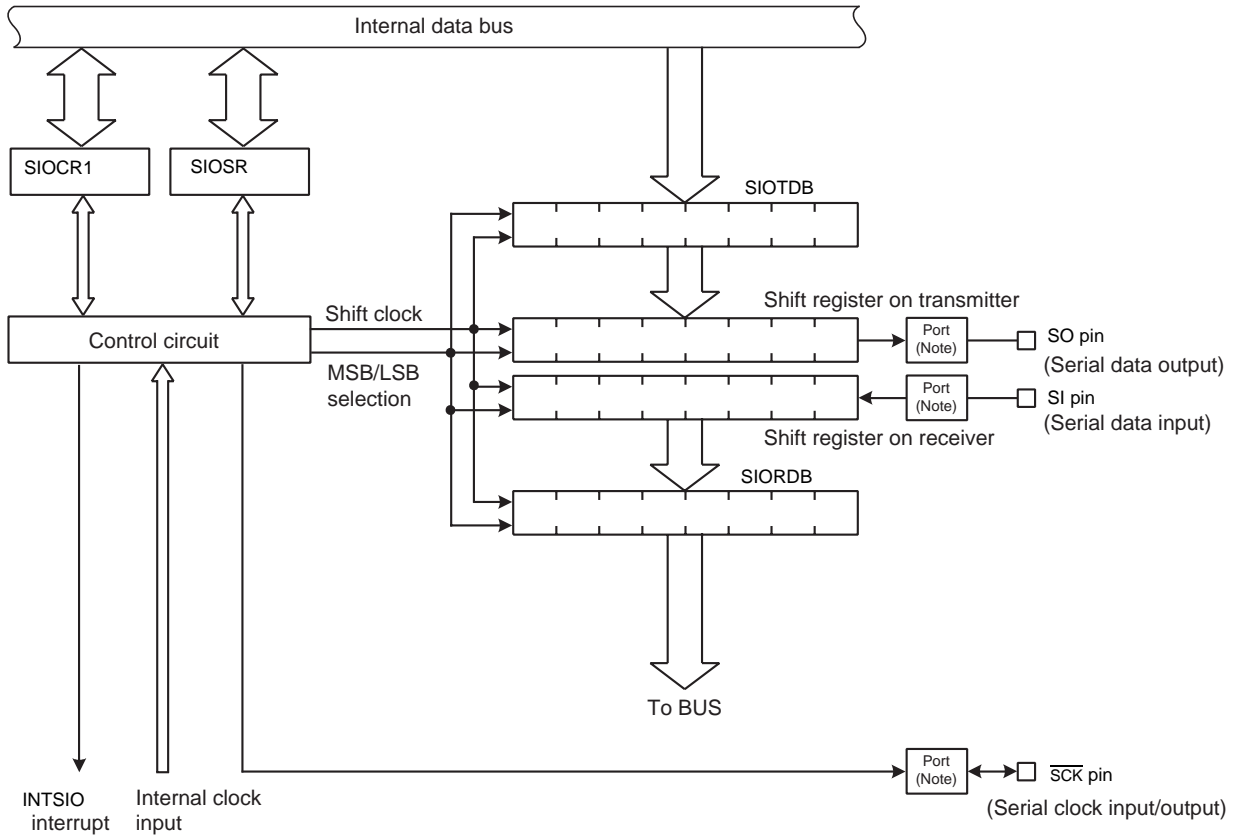 Internal data bus
SIOCR1
SIOSR
SIOTDB
Shift register on transmitter
Shift clock
Control circuit
MSB/LSB
selection
Port
(Note)
SO pin
(Serial data output)
Port
(Note)
SI pin
(Serial data input)
Shift register on receiver
SIORDB
To BUS
Port
(Note)
S̅C̅K̅ pin
(Serial clock input/output)
INTSIO
interrupt
Internal clock
input